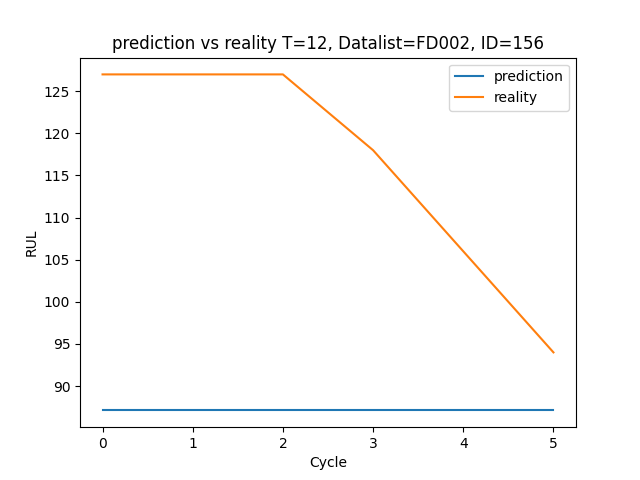 prediction vs reality T=12, Datalist=FD002, ID=156
prediction
reality
125
120
115
110
105
100
95
90
RUL
0 1 2 3 4 5
Cycle